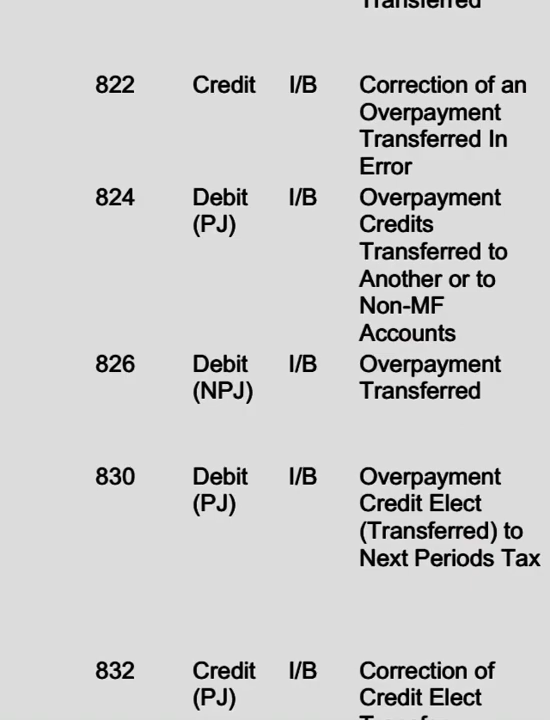 Transferred
822 Credit I/B Correction of an
Overpayment
Transferred In
Error
824 Debit I/B Overpayment
(PJ) Credits
Transferred to
Another or to
Non-MF
Accounts
826 Debit I/B Overpayment
(NPJ) Transferred
830 Debit I/B Overpayment
(PJ) Credit Elect
(Transferred) to
Next Periods Tax
832 Credit I/B Correction of
(PJ) Credit Elect